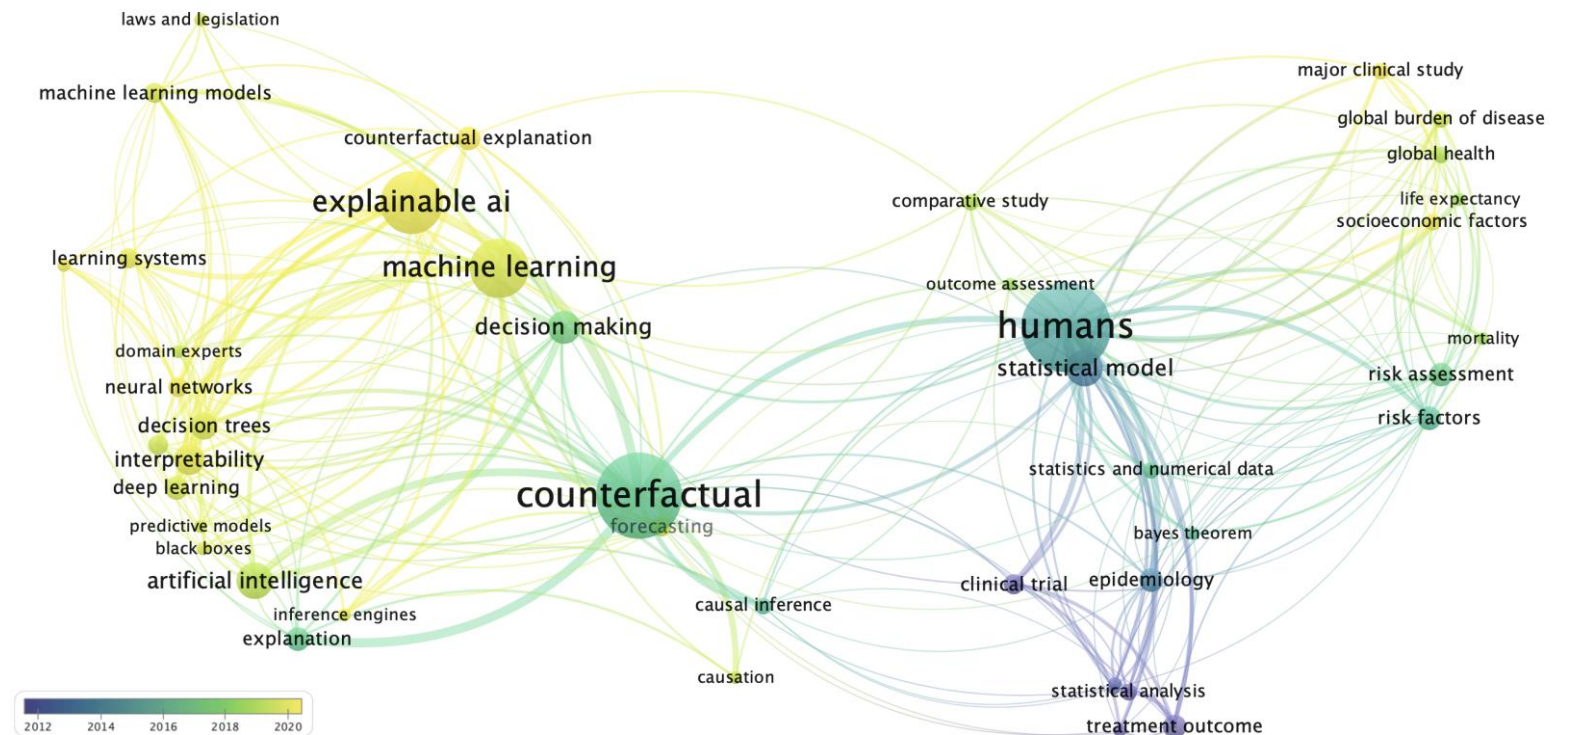 laws and legislation
machine learning models
counterfactual explanation
explainable ai
learning systems
machine learning
decision making
domain experts
neural networks
decision trees
interpretability
deep learning
predictive models
black boxes
artificial intelligence
inference engines
explanation
counterfactual
forecasting
causal inference
causation
major clinical study
global burden of disease
global health
comparative study
life expectancy
socioeconomic factors
outcome assessment
humans
statistical model
mortality
risk assessment
risk factors
statistics and numerical data
bayes theorem
clinical trial
epidemiology
statistical analysis
treatment outcome
2012 2014 2016 2018 2020